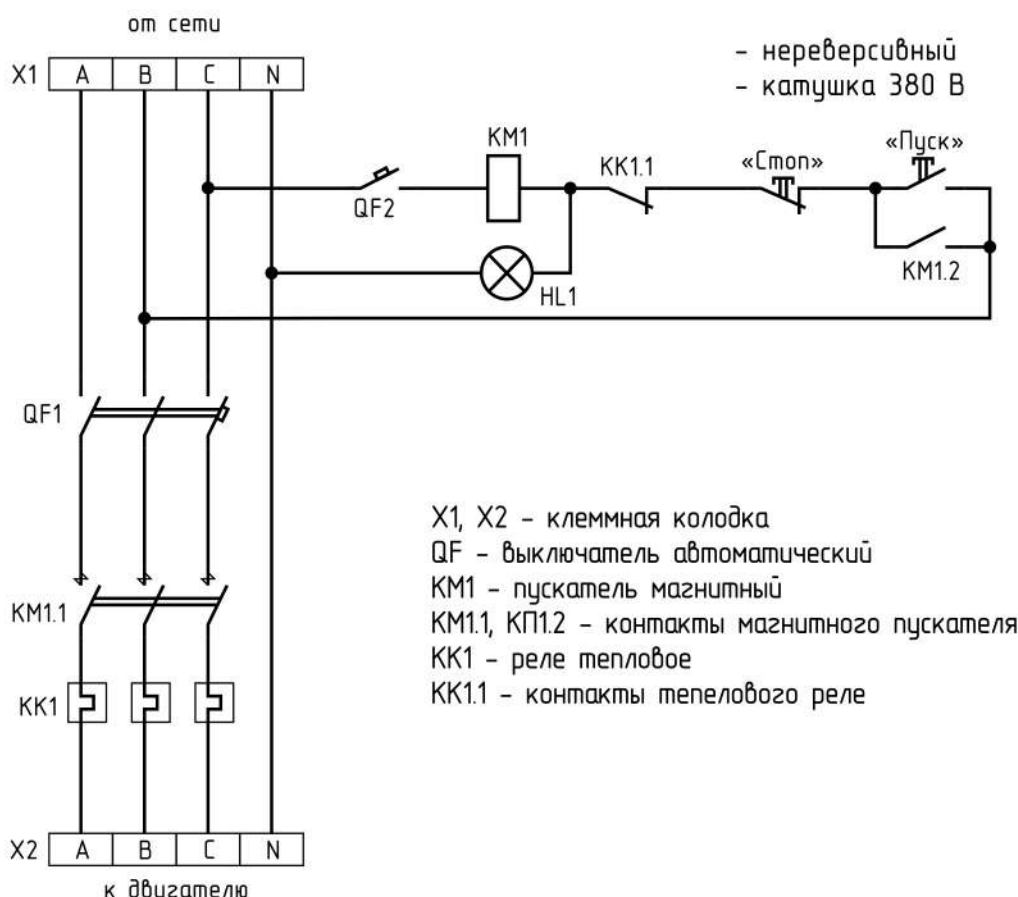 от сети
X1 A B C N
- нереверсивный
- катушка 380 В
KM1
KK1.1
«Стоп»
«Пуск»
QF2
HL1
KM1.2
QF1
X1, X2 - клеммная колодка
QF - выключатель автоматический
KM1 - пускатель магнитный
KM1.1, КП1.2 - контакты магнитного пускателя
KK1 - реле тепловое
KK1.1 - контакты тепелового реле
KM1.1
KK1
X2 A B C N
к двигателю